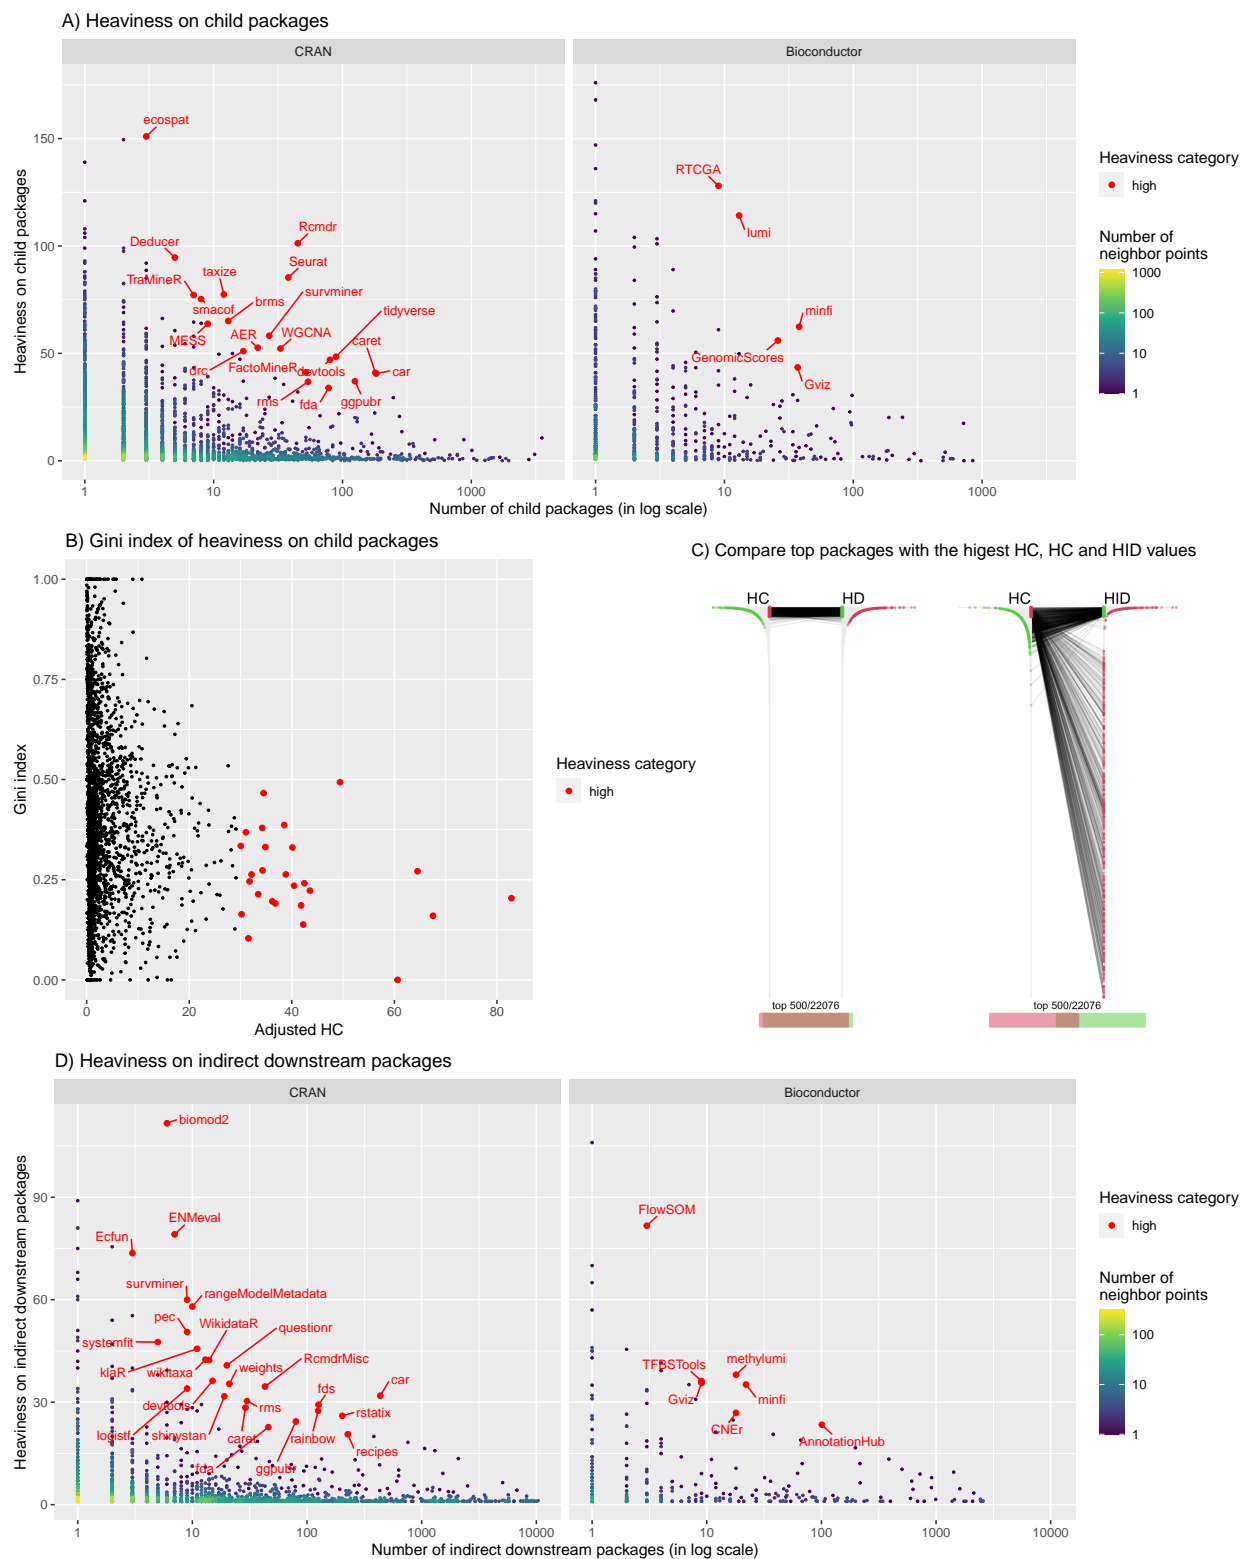 A) Heaviness on child packages
CRAN
Bioconductor
Heaviness on child packages
150
100
50
0
ecospat
Rcmdr
Deducer
Seurat
TraMineR
taxize
survminer
brms
smacof
tidyverse
MESS
AER
WGCNA
caret
drc
FactoMineR
devtools
car
rms
fda
ggpubr
RTCGA
lumi
minfi
GenomicScores
Gviz
1
10
100
1000
1
10
100
1000
Number of child packages (in log scale)
Heaviness category
high
Number of
neighbor points
1000
100
10
1
B) Gini index of heaviness on child packages
Gini index
1.00
0.75
0.50
0.25
0.00
0
20
40
60
80
Adjusted HC
Heaviness category
high
C) Compare top packages with the higest HC, HC and HID values
HC
HD
HC
HID
top 500/22076
top 500/22076
D) Heaviness on indirect downstream packages
CRAN
Bioconductor
Heaviness on indirect downstream packages
90
60
30
0
biomod2
ENMeval
Ecfun
survminer
rangeModelMetadata
pec
WikidataR
questionr
systemfit
klaR
wikitaxa
weights
RcmdrMisc
car
devtools
rms
fds
rstatix
logistf
shinystan
caret
rainbow
recipes
fda
ggpubr
FlowSOM
TFBSTools
methylumi
Gviz
minfi
CNEr
AnnotationHub
1
10
100
1000
10000
1
10
100
1000
10000
Number of indirect downstream packages (in log scale)
Heaviness category
high
Number of
neighbor points
100
10
1